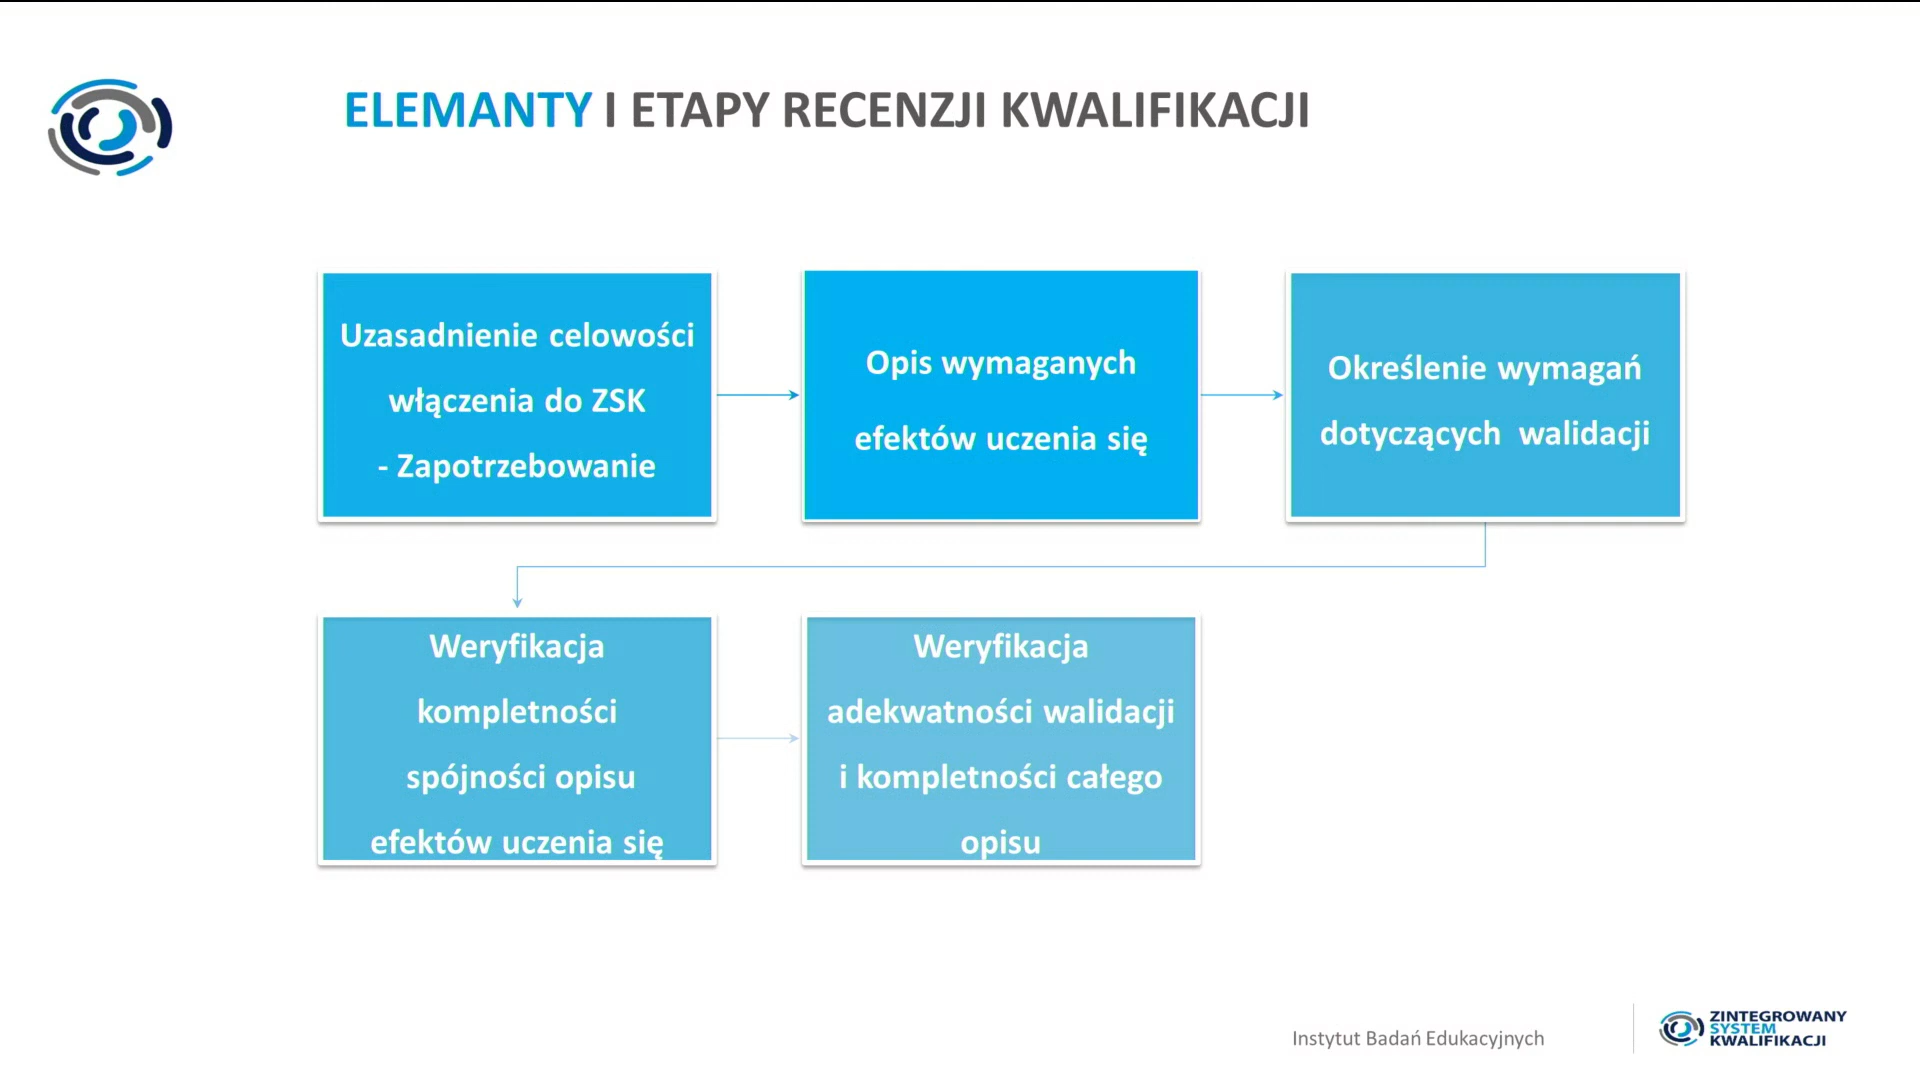 ELEMANTY I ETAPY RECENZJI KWALIFIKACJI
Uzasadnienie celowości
włączenia do ZSK
- Zapotrzebowanie
Opis wymaganych
efektów uczenia się
Określenie wymagań
dotyczących walidacji
Weryfikacja
kompletności
spójności opisu
efektów uczenia się
Weryfikacja
adekwatności walidacji
i kompletności całego
opisu
Instytut Badań Edukacyjnych
ZINTEGROWANY
SYSTEM
KWALIFIKACJI